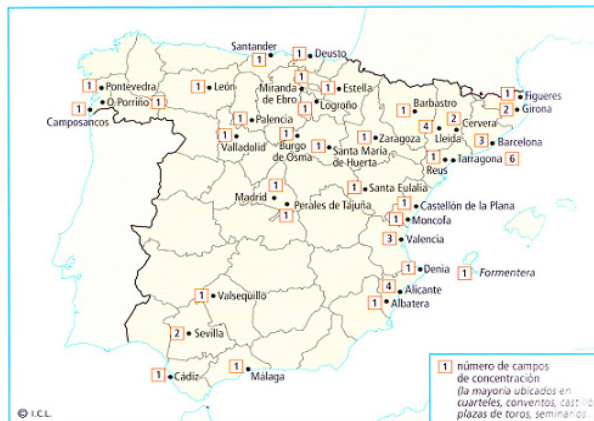 Santander 1
1 Deusto
1 Pontevedra
1 O Porriño
1 Camposancos
1 León
1 Miranda
de Ebro
1 Estella
1 Logroño
1 Palencia
1 Valladolid
1 Burgo
de Osma
1 Santa María
de Huerta
1 Zaragoza
1 Barbastro
4 Lleida
2 Cervera
1 Figueres
2 Girona
3 Barcelona
1 Reus
Tarragona 6
Madrid 1
Perales de Tajuña
1
1 Santa Eulalia
1 Castellón de la Plana
1 Moncofa
3 Valencia
1 Denia
1 Formentera
4 Alicante
1 Albatera
1 Valsequillo
2 Sevilla
1 Cádiz
1 Málaga
1 número de campos
de concentración
(la mayoría ubicados en
cuarteles, conventos, castillos
plazas de toros, seminarios
© I.C.L.